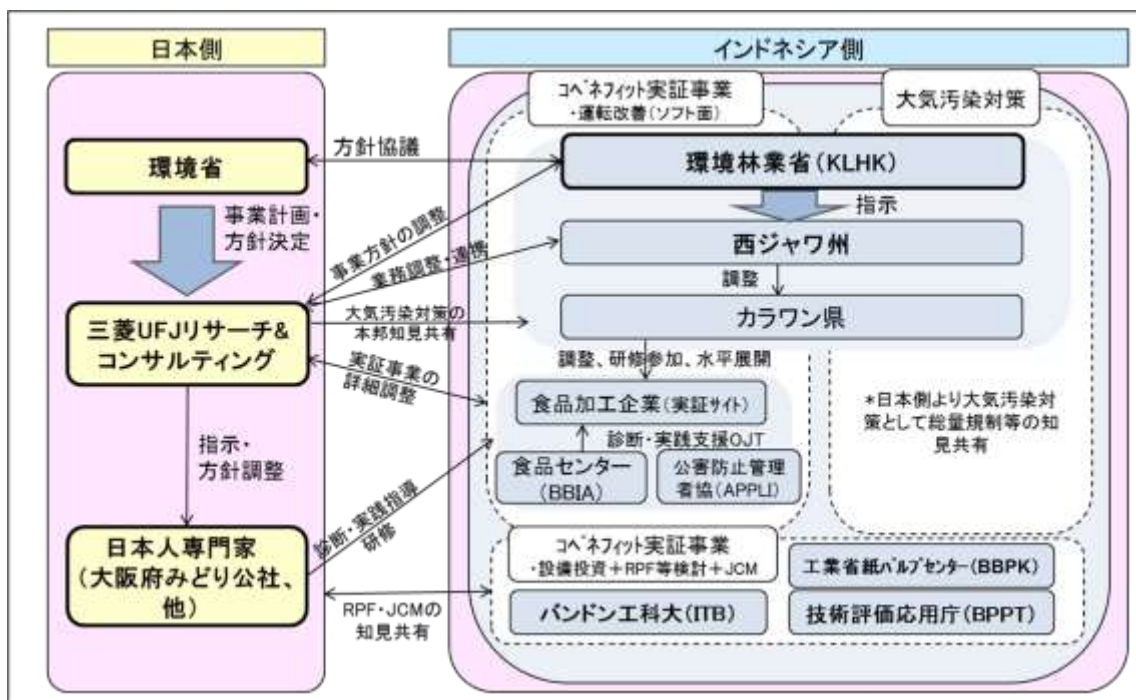 日本側
インドネシア側
コベネフィット実証事業
・運転改善(ソフト面)
大気汚染対策
環境省
方針協議
環境林業省(KLHK)
事業計画・
方針決定
指示
事業方針の調整
業務調整・連携
西ジャワ州
調整
大気汚染対策の
本邦知見共有
カラワン県
三菱UFJリサーチ&
コンサルティング
実証事業の
詳細調整
調整、研修参加、水平展開
食品加工企業(実証サイト)
*日本側より大気汚染対
策として総量規制等の知
見共有
診断・実践支援OJT
食品センター
(BBIA)
公害防止管理
者協(APPLI)
指示・
方針調整
診断・実践指導
研修
日本人専門家
(大阪府みどり公社、
他)
コベネフィット実証事業
・設備投資+RPF等検討+JCM
工業省紙パルプセンター(BBPK)
バンドン工科大(ITB)
技術評価応用庁(BPPT)
RPF・JCMの
知見共有